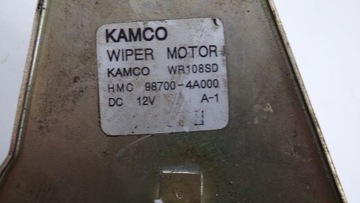 KAMCO
WIPER MOTOR
KAMCO WR108SD
HMC 98700-4A000
DC 12V A-1